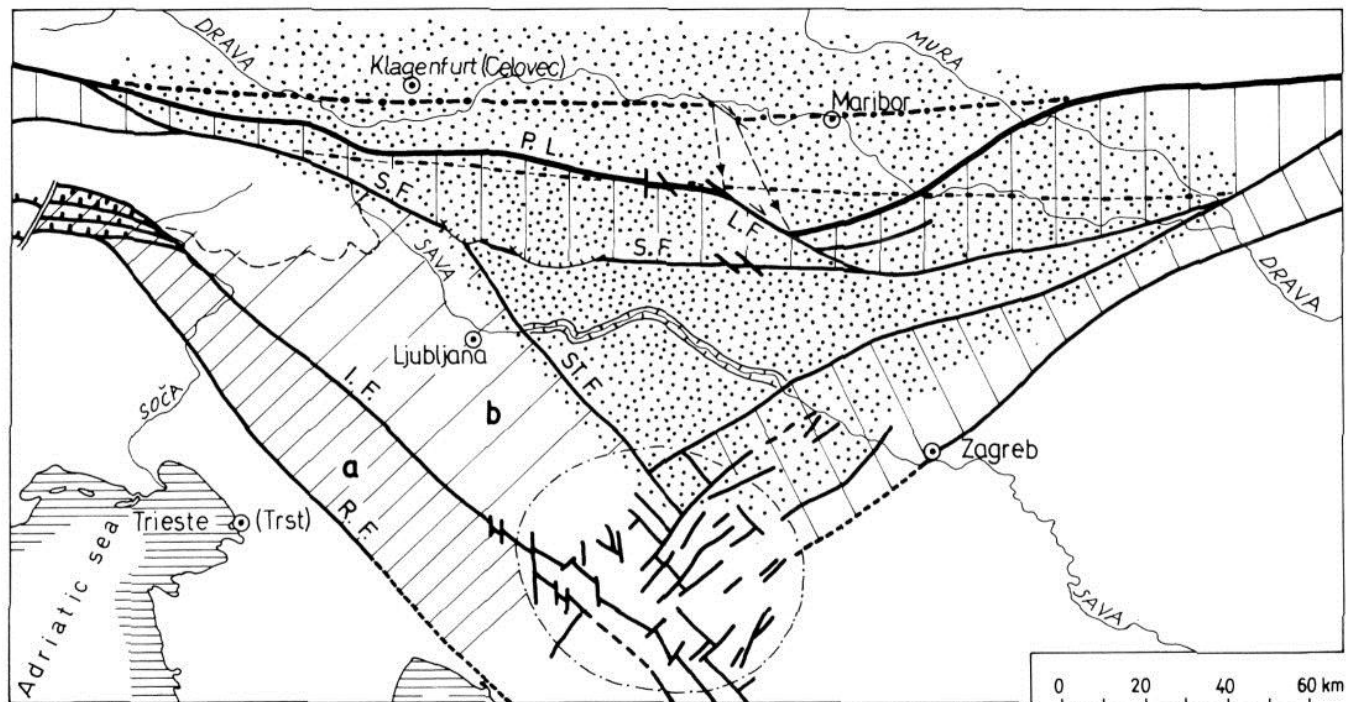 DRAVA
MURA
Klagenfurt (Celovec)
Maribor
P. L
S. F
L. F
S. F
SAVA
DRAVA
Ljubljana
ST. F
I. F
SOČA
b
a
Zagreb
R. F.
Trieste (Trst)
Adriatic sea
SAVA
0 20 40 60 km